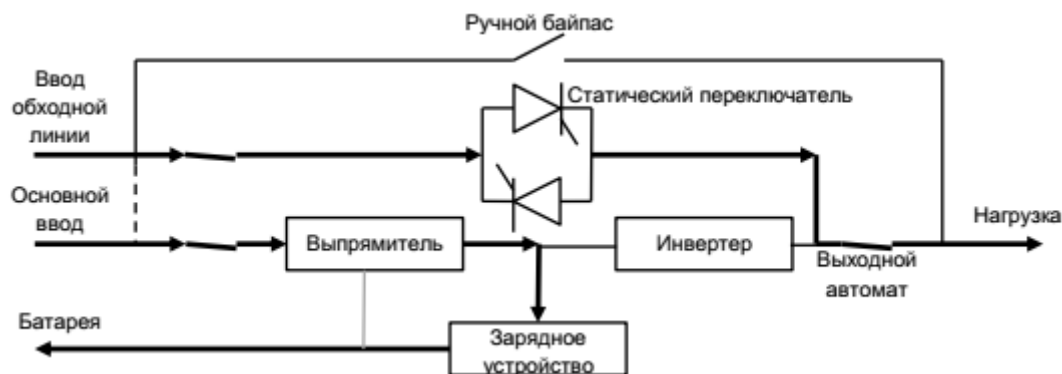 Ручной байпас
Ввод
обходной
линии
Статический переключатель
Основной
ввод
Выпрямитель
Инвертер
Нагрузка
Выходной
автомат
Батарея
Зарядное
устройство